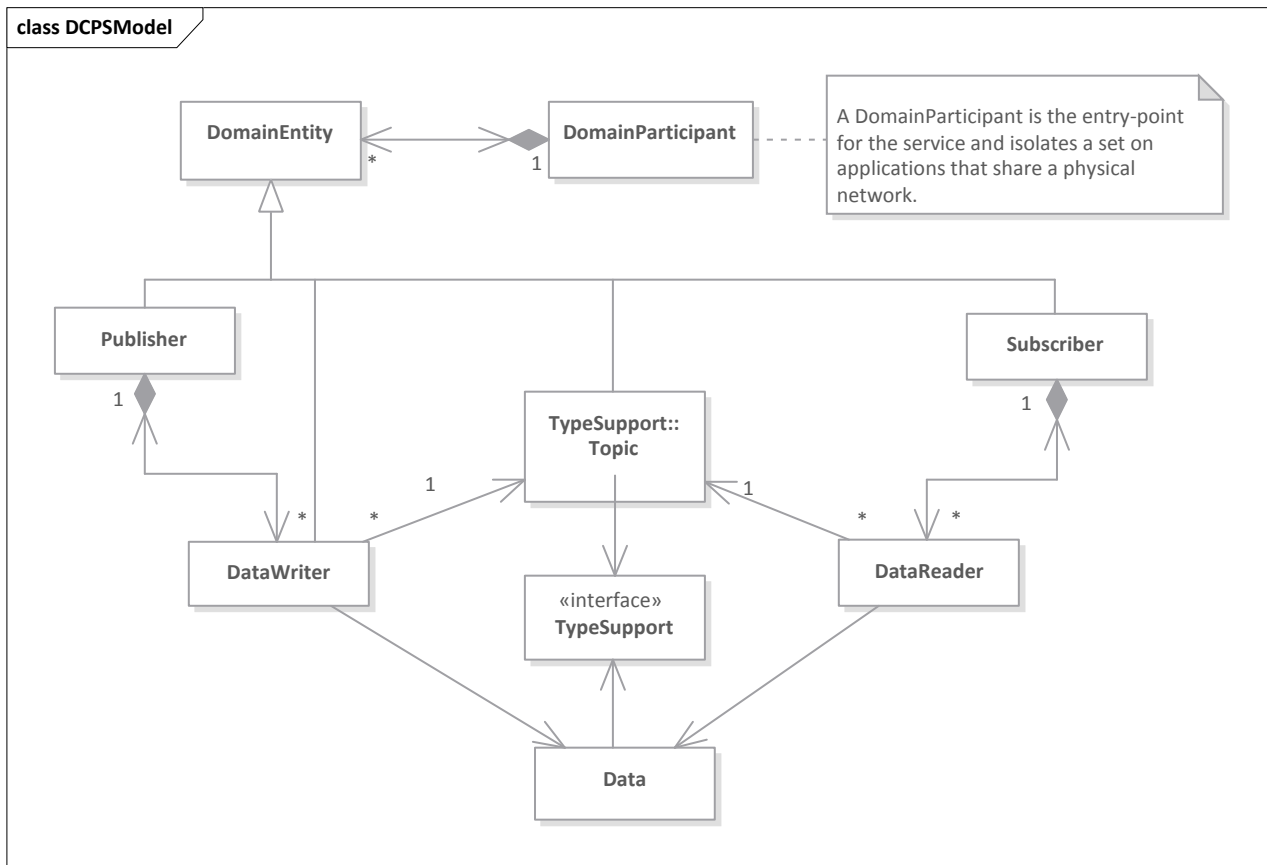 class DCPSModel
DomainEntity
*
1
DomainParticipant
A DomainParticipant is the entry-point
for the service and isolates a set on
applications that share a physical
network.
Publisher
1
Subscriber
1
TypeSupport::
Topic
1
*
*
1
*
*
DataWriter
DataReader
«interface»
TypeSupport
Data